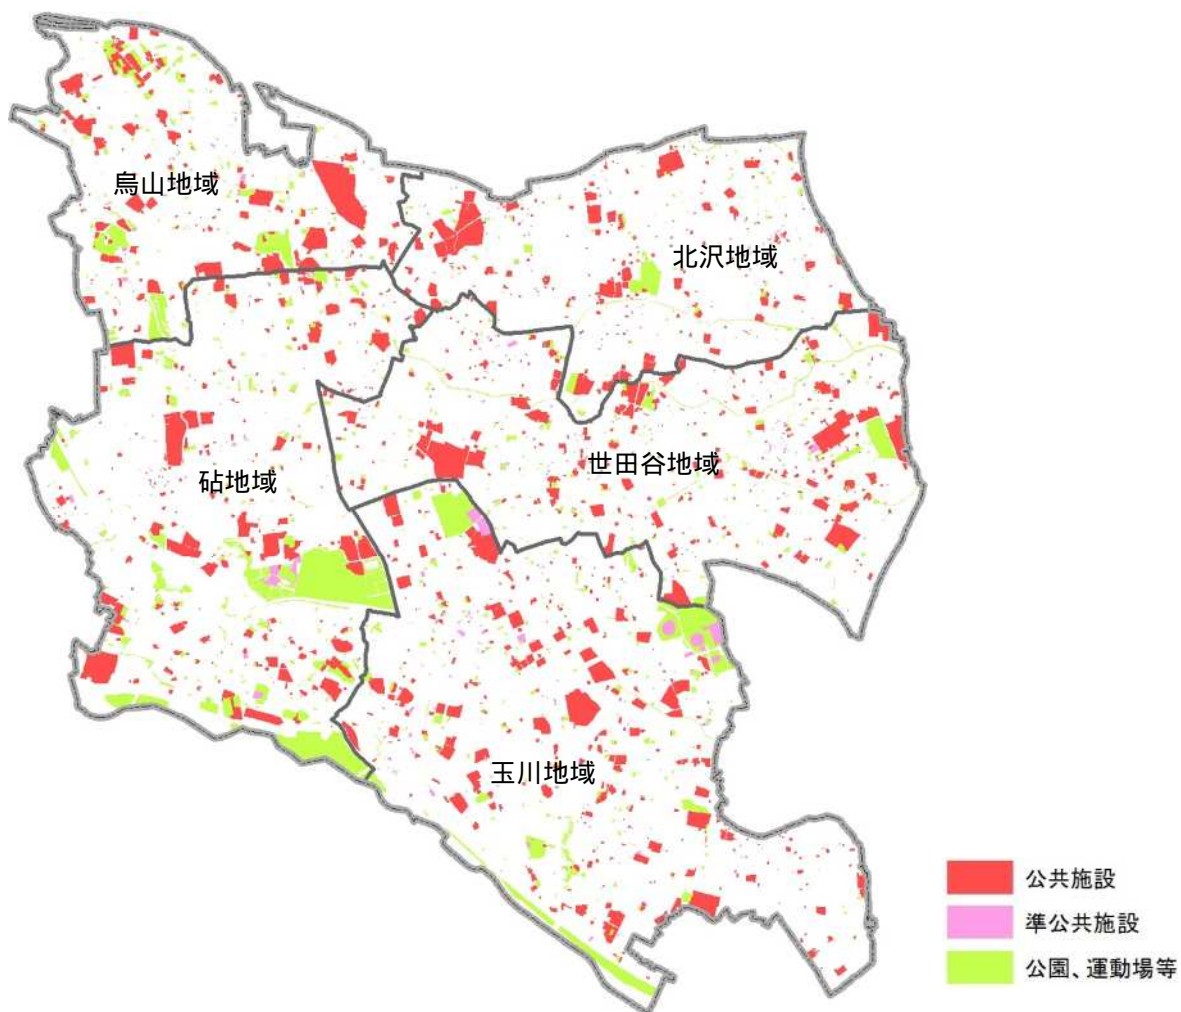 烏山地域
北沢地域
世田谷地域
砧地域
玉川地域
公共施設
準公共施設
公園、運動場等